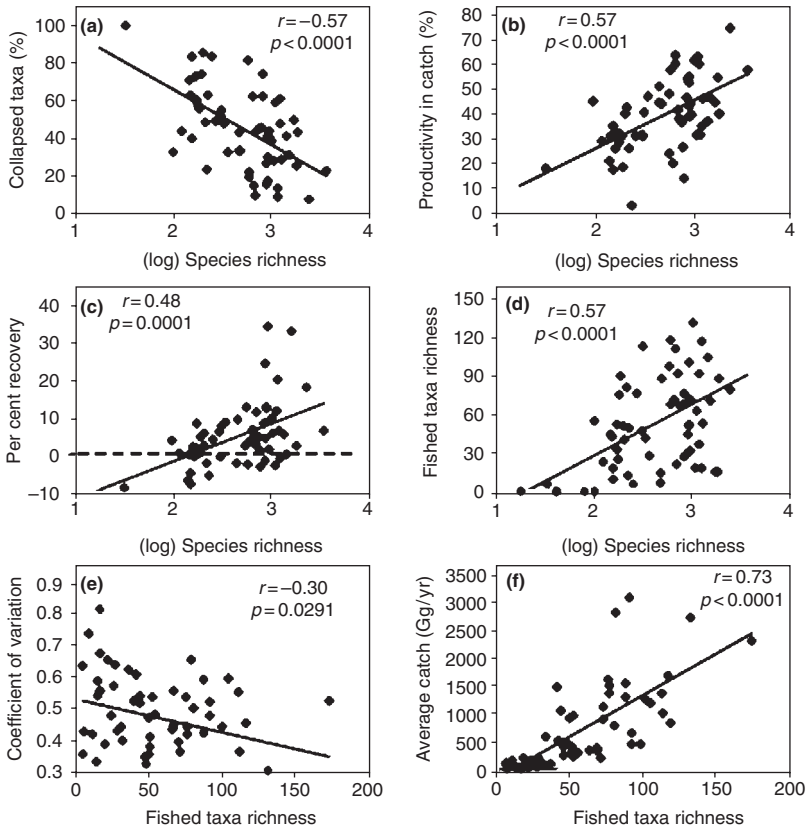 (a)
r=−0.57
p<0.0001
Collapsed taxa (%)
100
80
60
40
20
0
1
2
3
4
(log) Species richness
(b)
r=0.57
p<0.0001
Productivity in catch (%)
80
70
60
50
40
30
20
10
0
1
2
3
4
(log) Species richness
(c)
r=0.48
p=0.0001
Per cent recovery
40
30
20
10
0
−10
1
2
3
4
(log) Species richness
(d)
r=0.57
p<0.0001
Fished taxa richness
150
120
90
60
30
0
1
2
3
4
(log) Species richness
(e)
r=−0.30
p=0.0291
Coefficient of variation
0.9
0.8
0.7
0.6
0.5
0.4
0.3
0
50
100
150
200
Fished taxa richness
(f)
r=0.73
p<0.0001
Average catch (Gg/yr)
3500
3000
2500
2000
1500
1000
500
0
0
50
100
150
200
Fished taxa richness